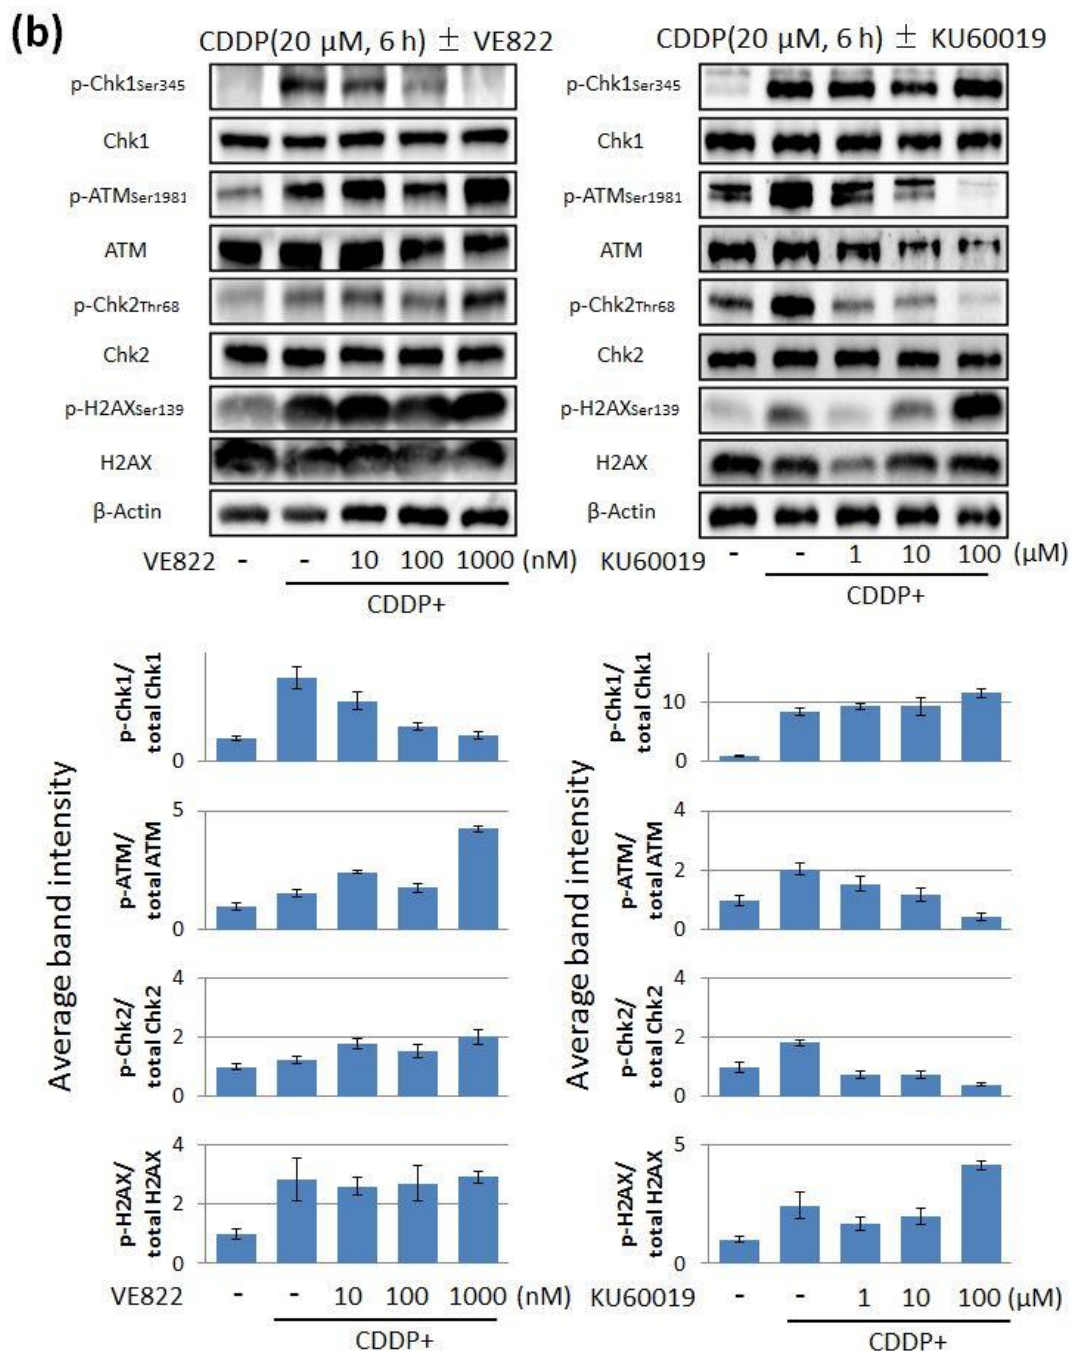 (b)
CDDP(20 μM, 6 h) ± VE822
p-Chk1Ser345
Chk1
p-ATMSer1981
ATM
p-Chk2Thr68
Chk2
p-H2AXSer139
H2AX
β-Actin
VE822 - - 10 100 1000 (nM)
CDDP+
CDDP(20 μM, 6 h) ± KU60019
p-Chk1Ser345
Chk1
p-ATMSer1981
ATM
p-Chk2Thr68
Chk2
p-H2AXSer139
H2AX
β-Actin
KU60019 - - 1 10 100 (μM)
CDDP+
Average band intensity
p-Chk1/
total Chk1
0
p-ATM/
total ATM
5
0
p-Chk2/
total Chk2
4
2
0
p-H2AX/
total H2AX
4
2
0
VE822 - - 10 100 1000 (nM)
CDDP+
Average band intensity
p-Chk1/
total Chk1
10
0
p-ATM/
total ATM
4
2
0
p-Chk2/
total Chk2
4
2
0
p-H2AX/
total H2AX
5
0
KU60019 - - 1 10 100 (μM)
CDDP+